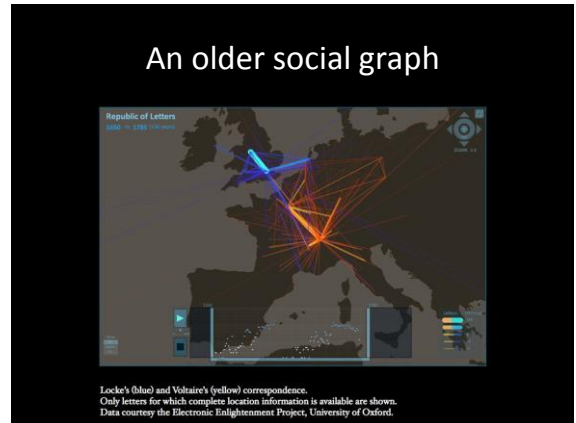 An older social graph
Republic of Letters
Locke's (blue) and Voltaire's (yellow) correspondence.
Only letters for which complete location information is available are shown.
Data courtesy the Electronic Enlightenment Project, University of Oxford.